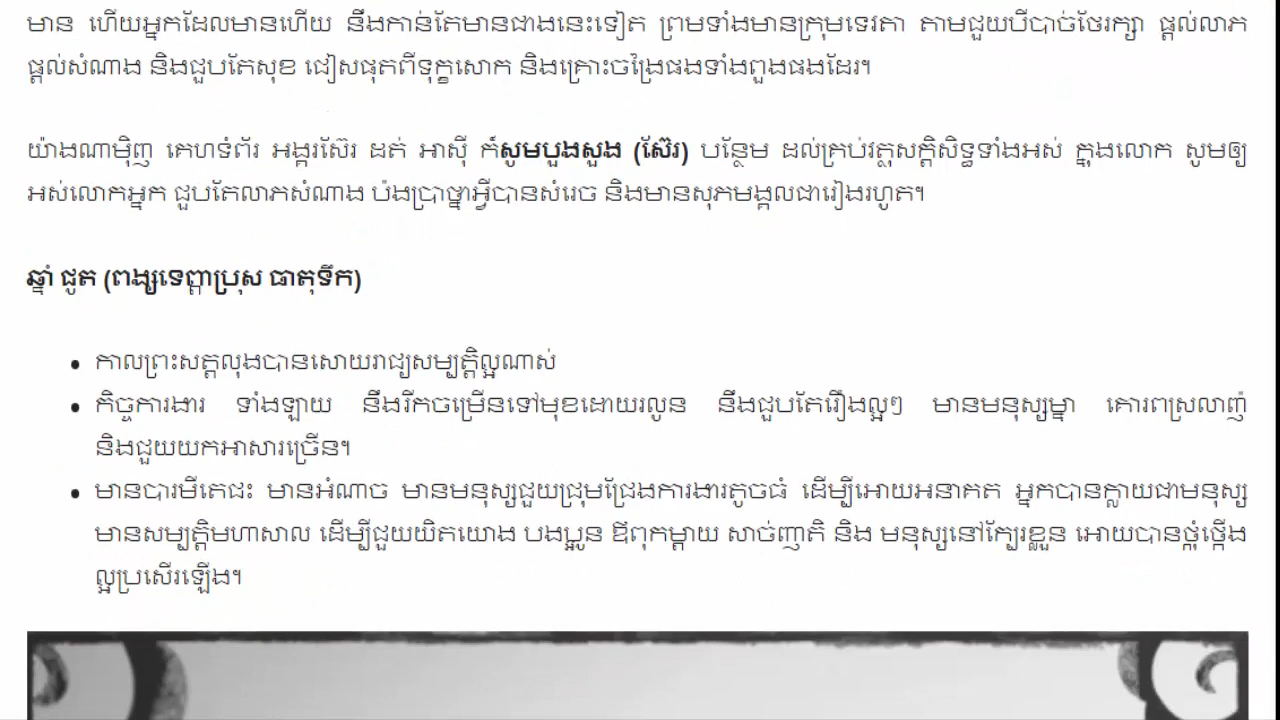 មាន ហើយអ្នកដែលមានហើយ នឹងកាន់តែមានជាងនេះទៀត ព្រមទាំងមានក្រុមទេវតា តាមជួយបីបាច់ថែរក្សា ផ្តល់លាភ
ផ្តល់សំណាង និងជួបតែសុខ ជៀសផុតពីទុក្ខសោក និងគ្រោះចង្រៃផងទាំងពួងផងដែរ។
យ៉ាងណាម៉ិញ គេហទំព័រ អង្គរស៊ែរ ដត់ អាស៊ី ក៏សូមបួងសួង (ស៊ែរ) បន្ថែម ដល់គ្រប់វត្ថុសក្តិសិទ្ធទាំងអស់ ក្នុងលោក សូមឲ្យ
អស់លោកអ្នក ជួបតែលាភសំណាង ប៉ងប្រាថ្នាអ្វីបានសំរេច និងមានសុភមង្គលជារៀងរហូត។
ឆ្នាំ ជូត (ពង្សទេព្តាប្រុស ធាតុទឹក)
កាលព្រះសត្តលុងបានសោយរាជ្យសម្បត្តិល្អណាស់
កិច្ចការងារ ទាំងឡាយ នឹងរីកចម្រើនទៅមុខដោយរលូន នឹងជួបតែរឿងល្អៗ មានមនុស្សម្នា គោរពស្រលាញ់
និងជួយយកអាសារច្រើន។
មានបារមីតេជះ មានអំណាច មានមនុស្សជួយជ្រុមជ្រែងការងារតូចធំ ដើម្បីអោយអនាគត អ្នកបានក្លាយជាមនុស្ស
មានសម្បត្តិមហាសាល ដើម្បីជួយយិតយោង បងប្អូន ឪពុកម្តាយ សាច់ញាតិ និង មនុស្សនៅក្បែរខ្លួន អោយបានថ្កុំថ្កើង
ល្អប្រសើរឡើង។